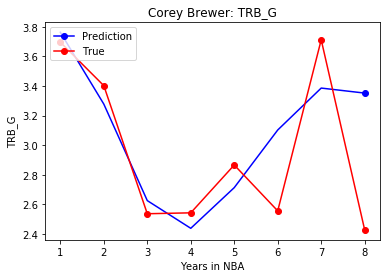 Corey Brewer: TRB_G
Prediction
True
TRB_G
3.8
3.6
3.4
3.2
3.0
2.8
2.6
2.4
1 2 3 4 5 6 7 8
Years in NBA